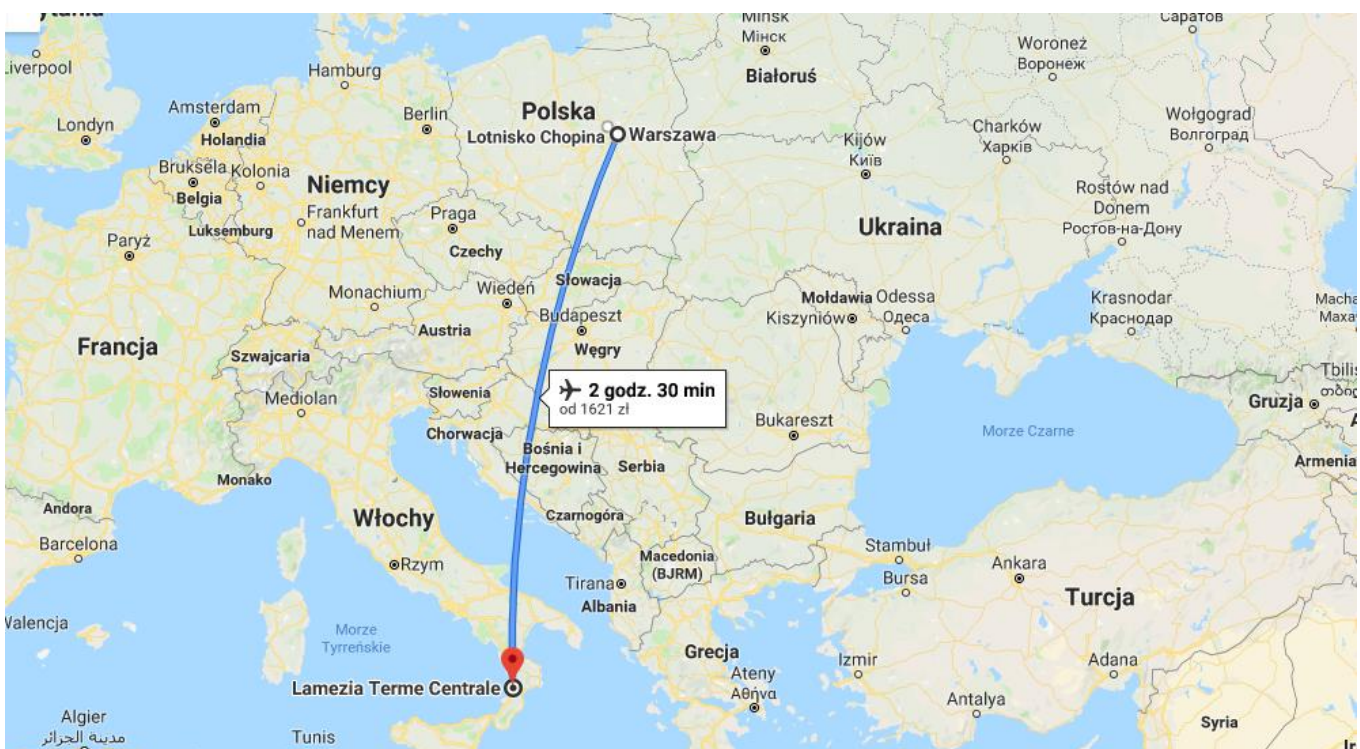 Liverpool
Londyn
Amsterdam
Holandia
Bruksela
Belgia
Kolonia
Luksemburg
Paryż
Francja
Hamburg
Berlin
Niemcy
Frankfurt
nad Menem
Praga
Czechy
Monachium
Wiedeń
Austria
Szwajcaria
Mediolan
Monako
Andora
Barcelona
Walencja
Polska
Lotnisko Chopina
Warszawa
Mińsk
Мінск
Białoruś
Słowacja
Budapeszt
Węgry
Słowenia
Chorwacja
2 godz. 30 min
od 1621 zł
Bośnia i
Hercegowina
Serbia
Czarnogóra
Włochy
Rzym
Macedonia
(BJRM)
Tirana
Albania
Morze
Tyrreńskie
Lamezia Terme Centrale
Grecja
Ateny
Αθήνα
Algier
مدينة الجزائر
Tunis
Kijów
Київ
Ukraina
Charków
Харків
Woroneż
Воронеж
Саратов
Wołgograd
Волгоград
Rostów nad
Donem
Ростов-на-Дону
Mołdawia
Kiszyniów
Odessa
Одеса
Krasnodar
Краснодар
Bukareszt
Morze Czarne
Gruzja
Armenia
Bułgaria
Stambuł
Bursa
Ankara
Turcja
Izmir
Antalya
Adana
Syria